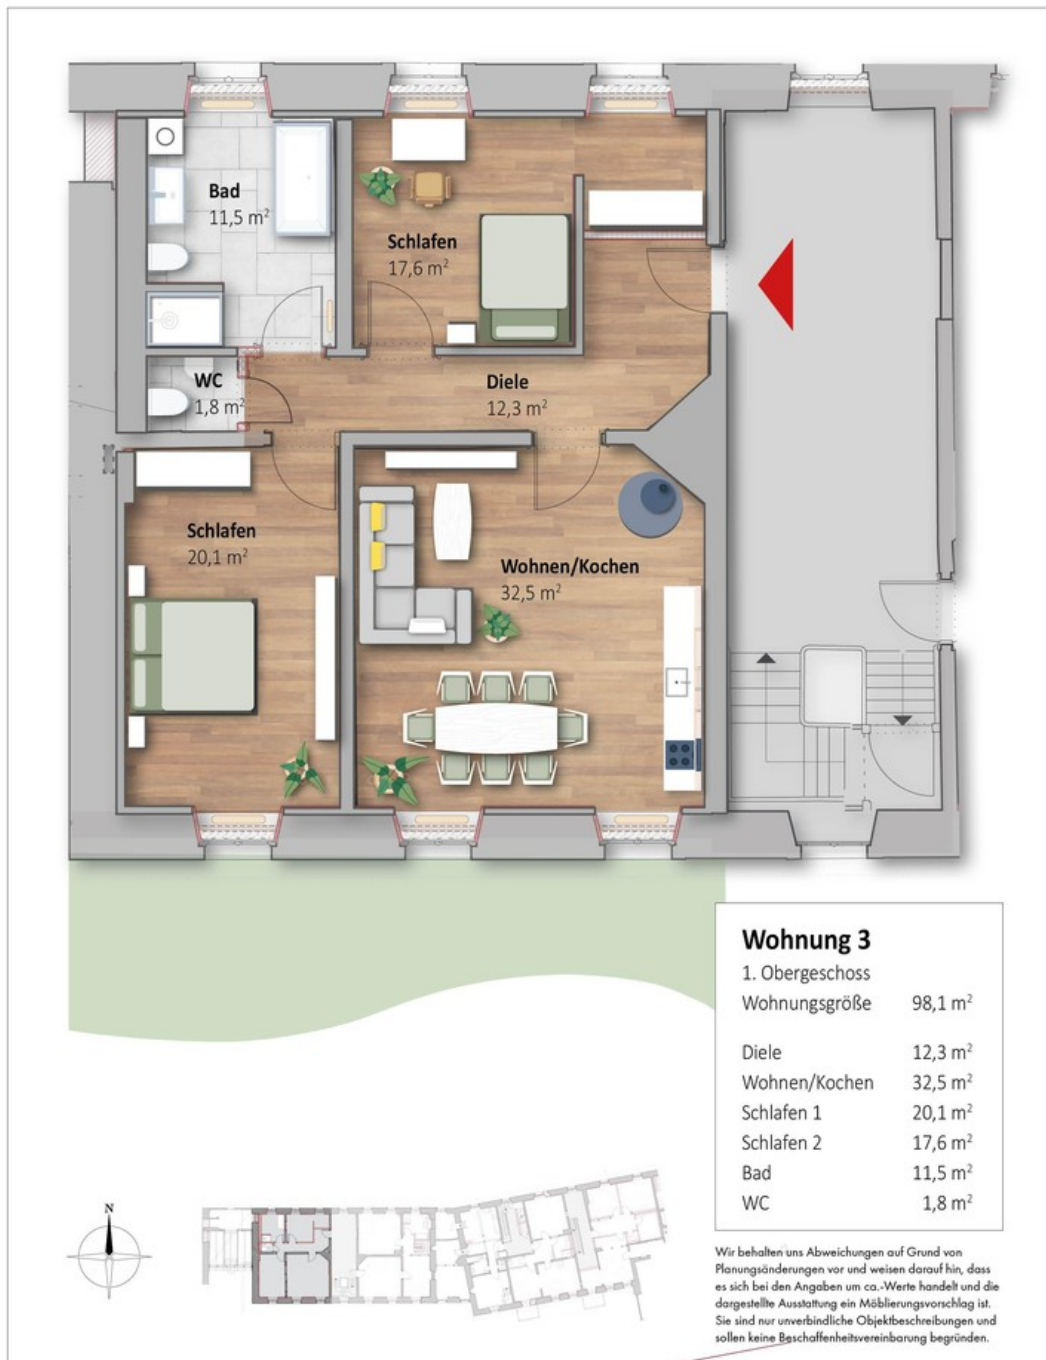 Bad
11,5 m²
Schlafen
17,6 m²
WC
1,8 m²
Diele
12,3 m²
Schlafen
20,1 m²
Wohnen/Kochen
32,5 m²
Wohnung 3
1. Obergeschoss
Wohnungsgröße 98,1 m²
Diele 12,3 m²
Wohnen/Kochen 32,5 m²
Schlafen 1 20,1 m²
Schlafen 2 17,6 m²
Bad 11,5 m²
WC 1,8 m²
N
Wir behalten uns Abweichungen auf Grund von
Planungsänderungen vor und weisen darauf hin, dass
es sich bei den Angaben um ca.-Werte handelt und die
dargestellte Ausstattung ein Möblierungsvorschlag ist.
Sie sind nur unverbindliche Objektbeschreibungen und
sollen keine Beschaffenheitsvereinbarung begründen.